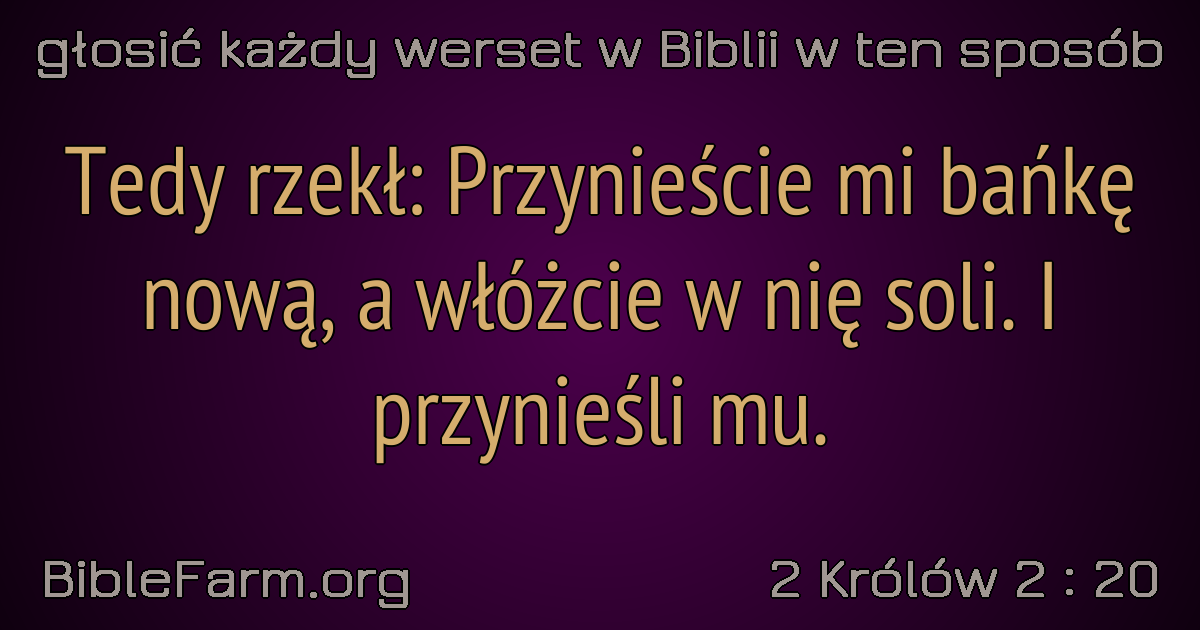 głosić każdy werset w Biblii w ten sposób
Tedy rzekł: Przynieście mi bańkę
nową, a włóżcie w nię soli. I
przynieśli mu.
BibleFarm.org
2 Królów 2 : 20